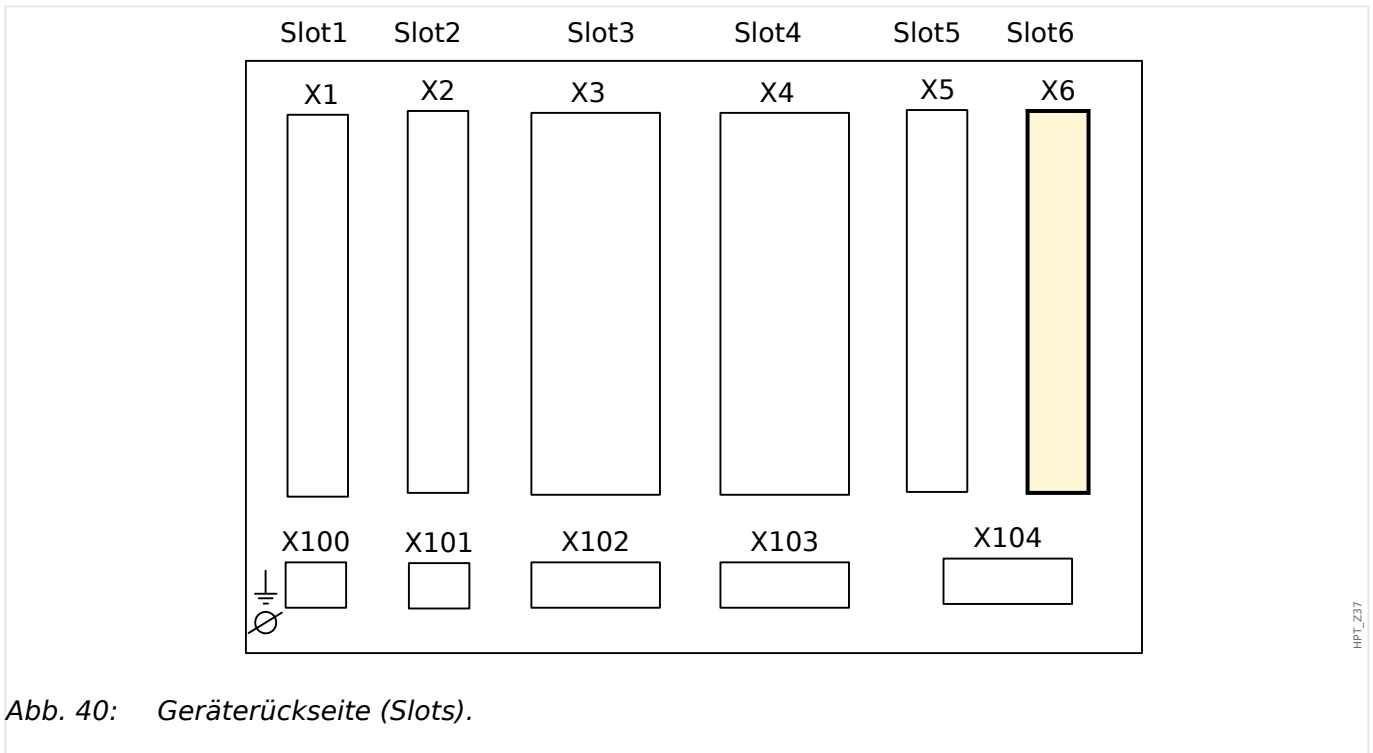 Slot1 Slot2 Slot3 Slot4 Slot5 Slot6
X1 X2 X3 X4 X5 X6
X100 X101 X102 X103 X104
HPT_Z37
Abb. 40: Geräterückseite (Slots).